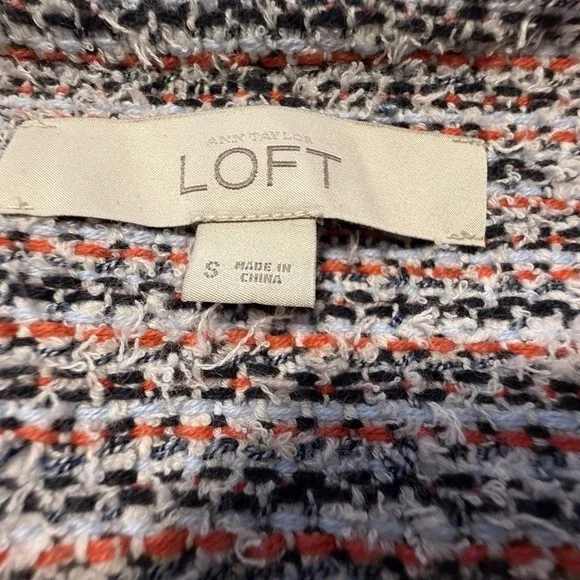 ANN TAYLOR
LOFT
S MADE IN
CHINA